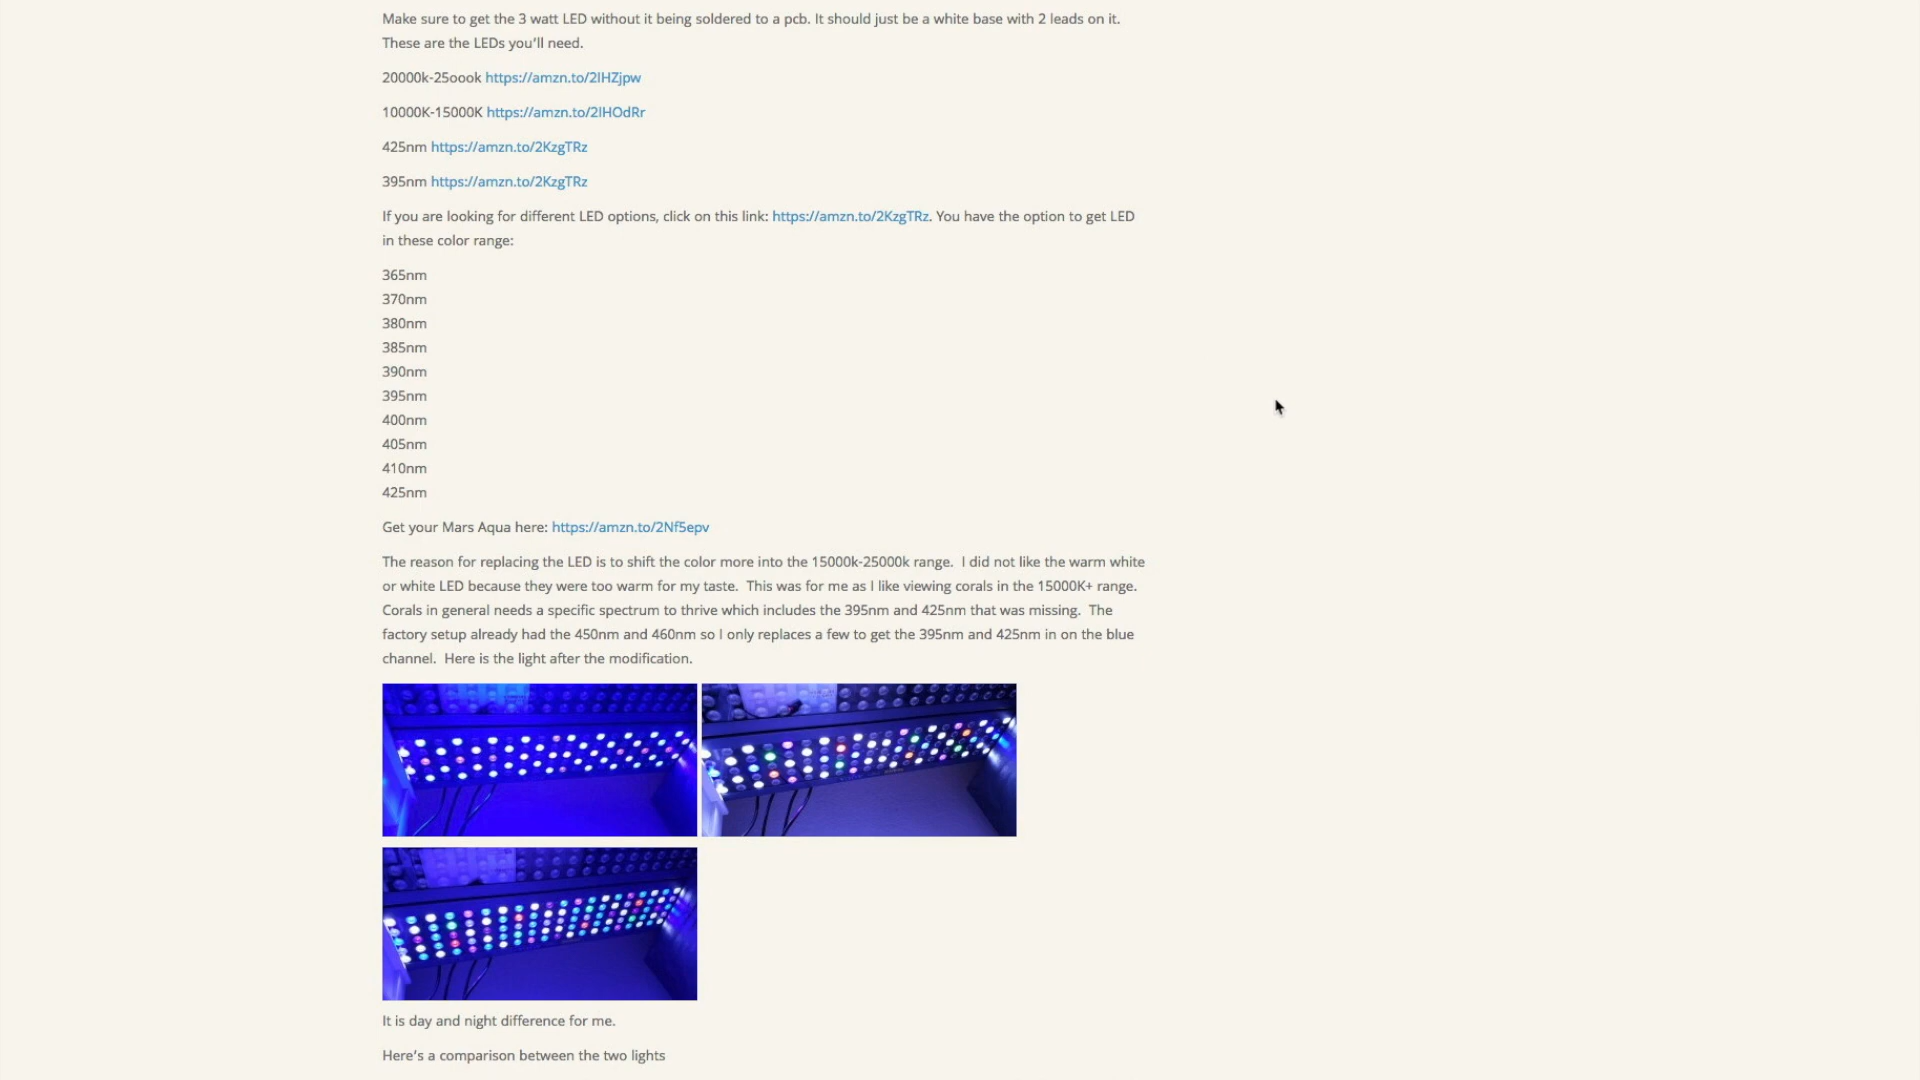 Make sure to get the 3 watt LED without it being soldered to a pcb. It should just be a white base with 2 leads on it.
These are the LEDs you'll need.
20000k-25oook https://amzn.to/2IHZjpw
10000K-15000K https://amzn.to/2IHOdRr
425nm https://amzn.to/2KzgTRz
395nm https://amzn.to/2KzgTRz
If you are looking for different LED options, click on this link: https://amzn.to/2KzgTRz. You have the option to get LED
in these color range:
365nm
370nm
380nm
385nm
390nm
395nm
400nm
405nm
410nm
425nm
Get your Mars Aqua here: https://amzn.to/2Nf5epv
The reason for replacing the LED is to shift the color more into the 15000k-25000k range.  I did not like the warm white
or white LED because they were too warm for my taste.  This was for me as I like viewing corals in the 15000K+ range.
Corals in general needs a specific spectrum to thrive which includes the 395nm and 425nm that was missing.  The
factory setup already had the 450nm and 460nm so I only replaces a few to get the 395nm and 425nm in on the blue
channel.  Here is the light after the modification.
It is day and night difference for me.
Here's a comparison between the two lights